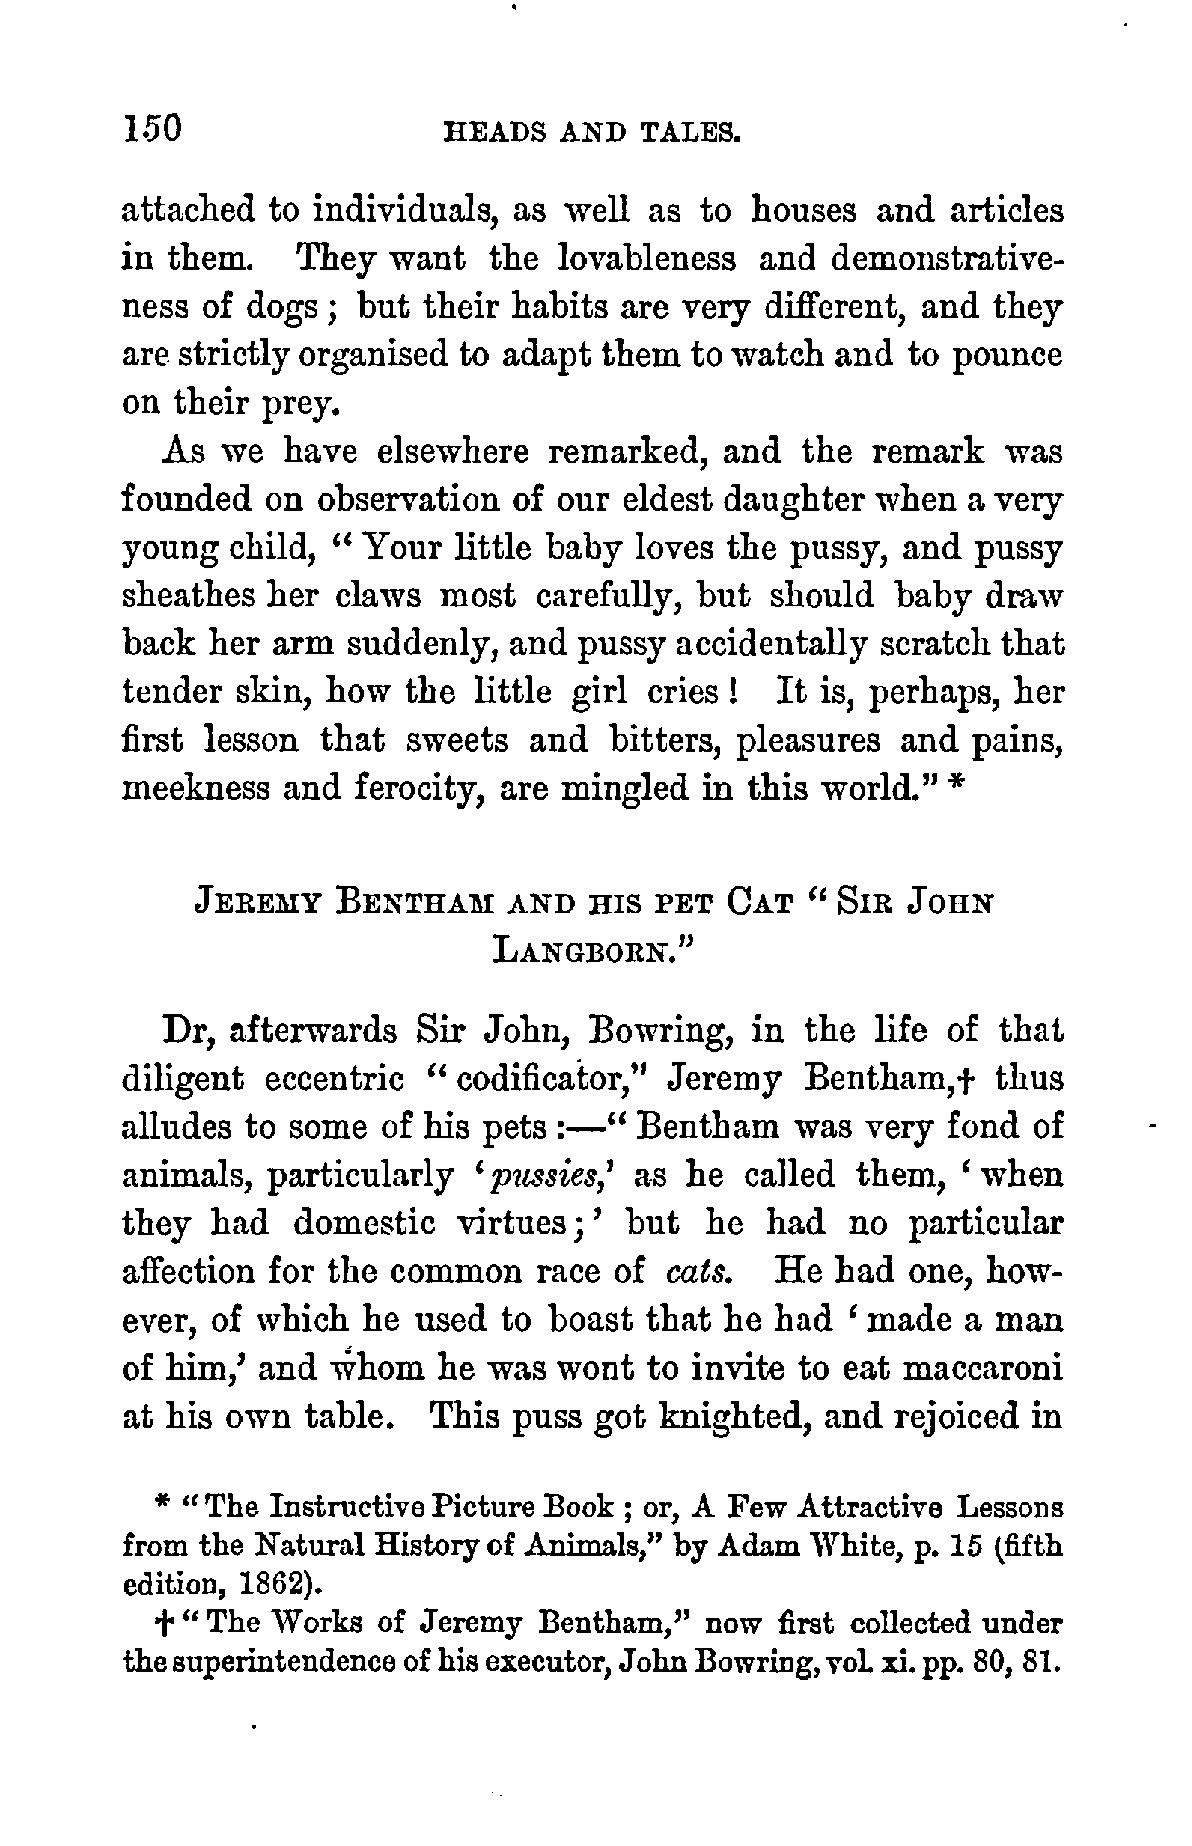 150 HEADS AND TALES.
attached to individuals, as well as to houses and articles
in them. They want the lovableness and demonstrative-
ness of dogs ; but their habits are very different, and they
are strictly organised to adapt them to watch and to pounce
on their prey.
As we have elsewhere remarked, and the remark was
founded on observation of our eldest daughter when a very
young child, “ Your little baby loves the pussy, and pussy
sheathes her claws most carefully, but should baby draw
back her arm suddenly, and pussy accidentally scratch that
tender skin, how the little girl cries ! It is, perhaps, her
first lesson that sweets and bitters, pleasures and pains,
meekness and ferocity, are mingled in this world.” *
JEREMY BENTHAM AND HIS PET CAT “ SIR JOHN
LANGBORN.”
Dr, afterwards Sir John, Bowring, in the life of that
diligent eccentric “ codificator,” Jeremy Bentham,† thus
alludes to some of his pets :—“ Bentham was very fond of
animals, particularly ‘ pussies,’ as he called them, ‘ when
they had domestic virtues ; ’ but he had no particular
affection for the common race of cats. He had one, how-
ever, of which he used to boast that he had ‘ made a man
of him,’ and whom he was wont to invite to eat maccaroni
at his own table. This puss got knighted, and rejoiced in
* “ The Instructive Picture Book ; or, A Few Attractive Lessons
from the Natural History of Animals,” by Adam White, p. 15 (fifth
edition, 1862).
† “ The Works of Jeremy Bentham,” now first collected under
the superintendence of his executor, John Bowring, vol. xi. pp. 80, 81.